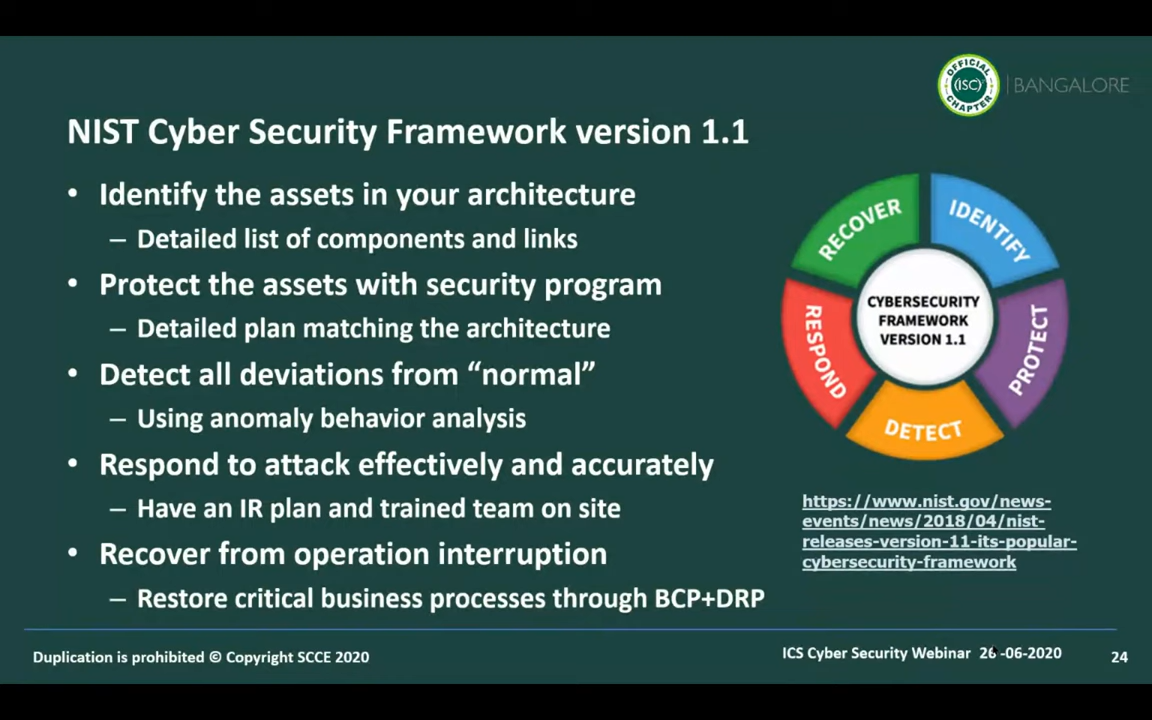 OFFICIAL
(ISC)²
CHAPTER
BANGALORE
NIST Cyber Security Framework version 1.1
• Identify the assets in your architecture
– Detailed list of components and links
• Protect the assets with security program
– Detailed plan matching the architecture
• Detect all deviations from “normal”
– Using anomaly behavior analysis
• Respond to attack effectively and accurately
– Have an IR plan and trained team on site
• Recover from operation interruption
– Restore critical business processes through BCP+DRP
RECOVER
IDENTIFY
PROTECT
DETECT
RESPOND
CYBERSECURITY
FRAMEWORK
VERSION 1.1
https://www.nist.gov/news-
events/news/2018/04/nist-
releases-version-11-its-popular-
cybersecurity-framework
Duplication is prohibited © Copyright SCCE 2020
ICS Cyber Security Webinar 26-06-2020
24